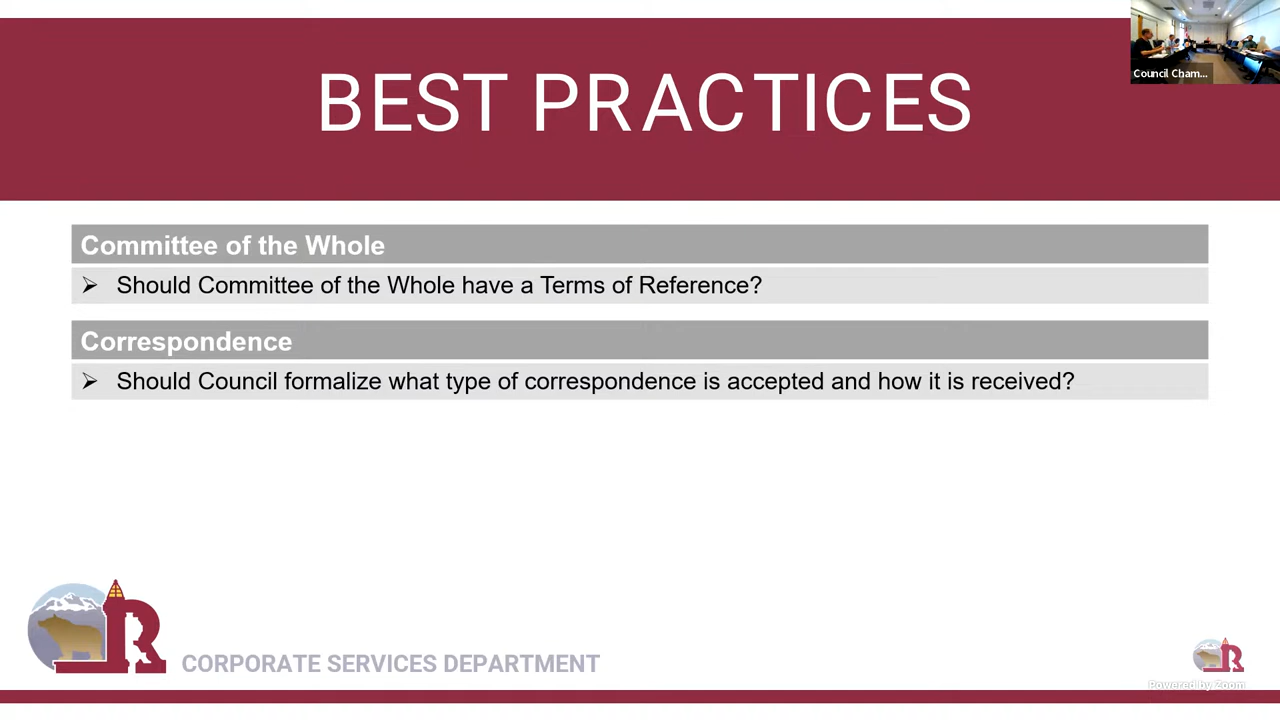 BEST PRACTICES
Council Cham...
Committee of the Whole
Should Committee of the Whole have a Terms of Reference?
Correspondence
Should Council formalize what type of correspondence is accepted and how it is received?
R
CORPORATE SERVICES DEPARTMENT
R
Powered by Zoom